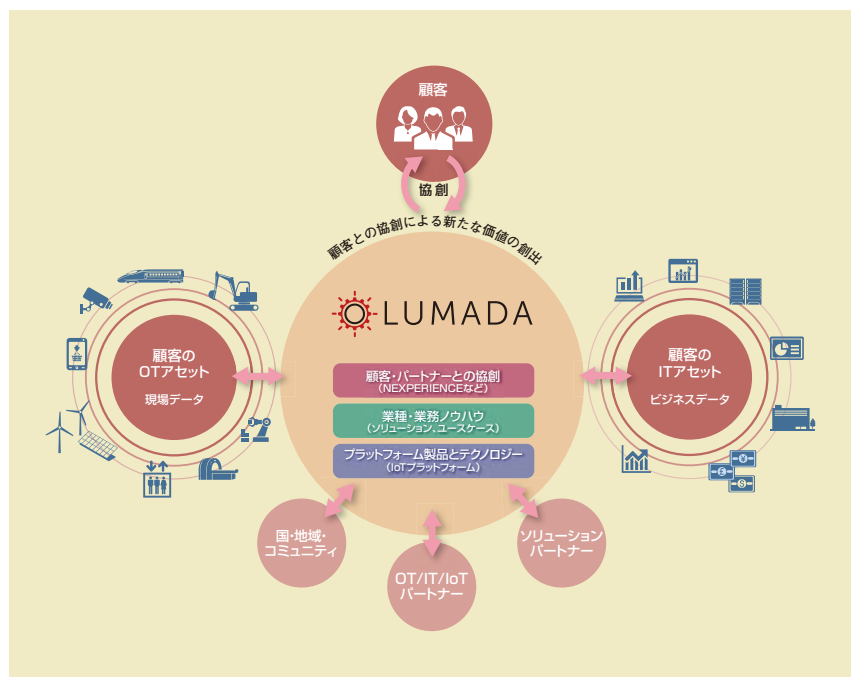 顧客
協創
顧客との協創による新たな価値の創出
LUMADA
顧客の
OTアセット
現場データ
顧客・パートナーとの協創
(NEXPERIENCEなど)
業種・業務ノウハウ
(ソリューション、ユースケース)
プラットフォーム製品とテクノロジー
(IoTプラットフォーム)
顧客の
ITアセット
ビジネスデータ
¥
£
$
国・地域・
コミュニティ
OT/IT/IoT
パートナー
ソリューション
パートナー